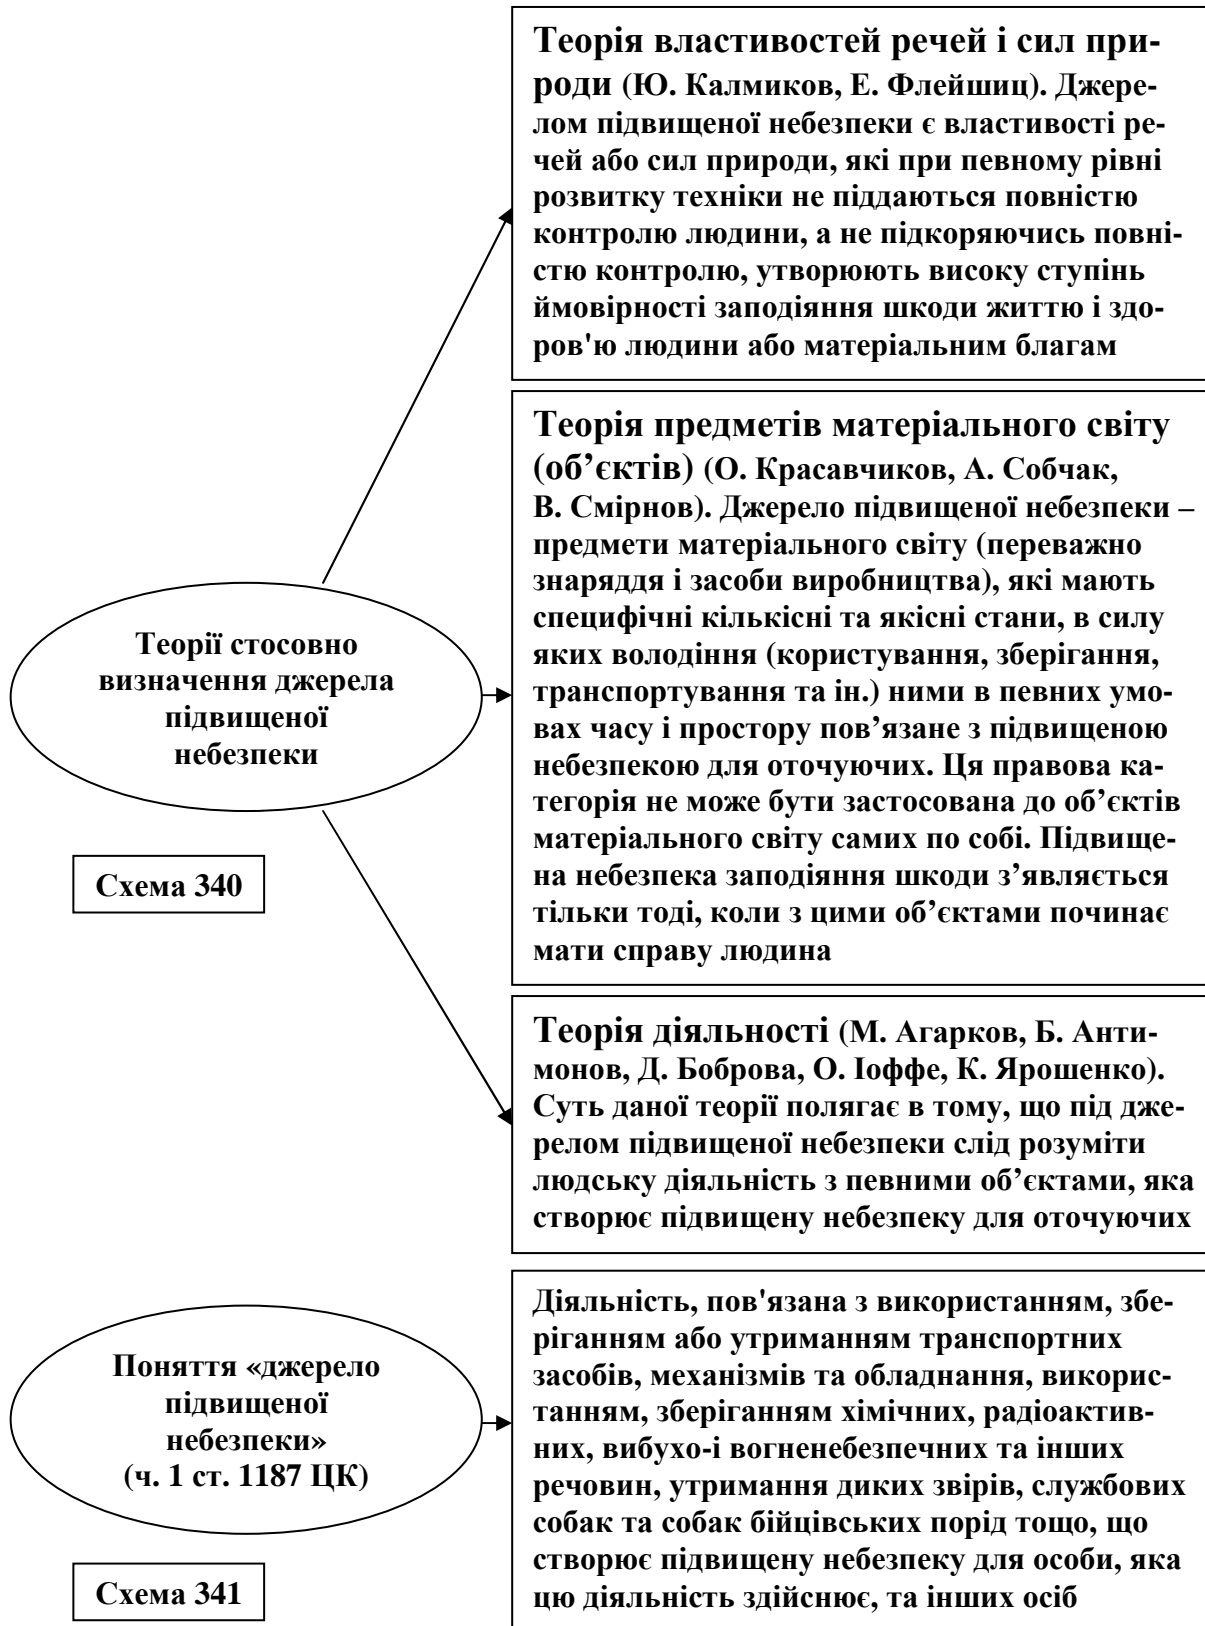 Теорія властивостей речей і сил при-
роди (Ю. Калмиков, Е. Флейшиц). Джере-
лом підвищеної небезпеки є властивості ре-
чей або сил природи, які при певному рівні
розвитку техніки не піддаються повністю
контролю людини, а не підкоряючись повні-
стю контролю, утворюють високу ступінь
ймовірності заподіяння шкоди життю і здо-
ров'ю людини або матеріальним благам
Теорія предметів матеріального світу
(об’єктів) (О. Красавчиков, А. Собчак,
В. Смірнов). Джерело підвищеної небезпеки –
предмети матеріального світу (переважно
знаряддя і засоби виробництва), які мають
специфічні кількісні та якісні стани, в силу
яких володіння (користування, зберігання,
транспортування та ін.) ними в певних умо-
вах часу і простору пов’язане з підвищеною
небезпекою для оточуючих. Ця правова ка-
тегорія не може бути застосована до об’єктів
матеріального світу самих по собі. Підвище-
на небезпека заподіяння шкоди з’являється
тільки тоді, коли з цими об’єктами починає
мати справу людина
Теорії стосовно
визначення джерела
підвищеної
небезпеки
Схема 340
Теорія діяльності (М. Агарков, Б. Анти-
монов, Д. Боброва, О. Іоффе, К. Ярошенко).
Суть даної теорії полягає в тому, що під дже-
релом підвищеної небезпеки слід розуміти
людську діяльність з певними об’єктами, яка
створює підвищену небезпеку для оточуючих
Поняття «джерело
підвищеної
небезпеки»
(ч. 1 ст. 1187 ЦК)
Схема 341
Діяльність, пов'язана з використанням, збе-
ріганням або утриманням транспортних
засобів, механізмів та обладнання, викорис-
танням, зберіганням хімічних, радіоактив-
них, вибухо-і вогненебезпечних та інших
речовин, утримання диких звірів, службових
собак та собак бійцівських порід тощо, що
створює підвищену небезпеку для особи, яка
цю діяльність здійснює, та інших осіб